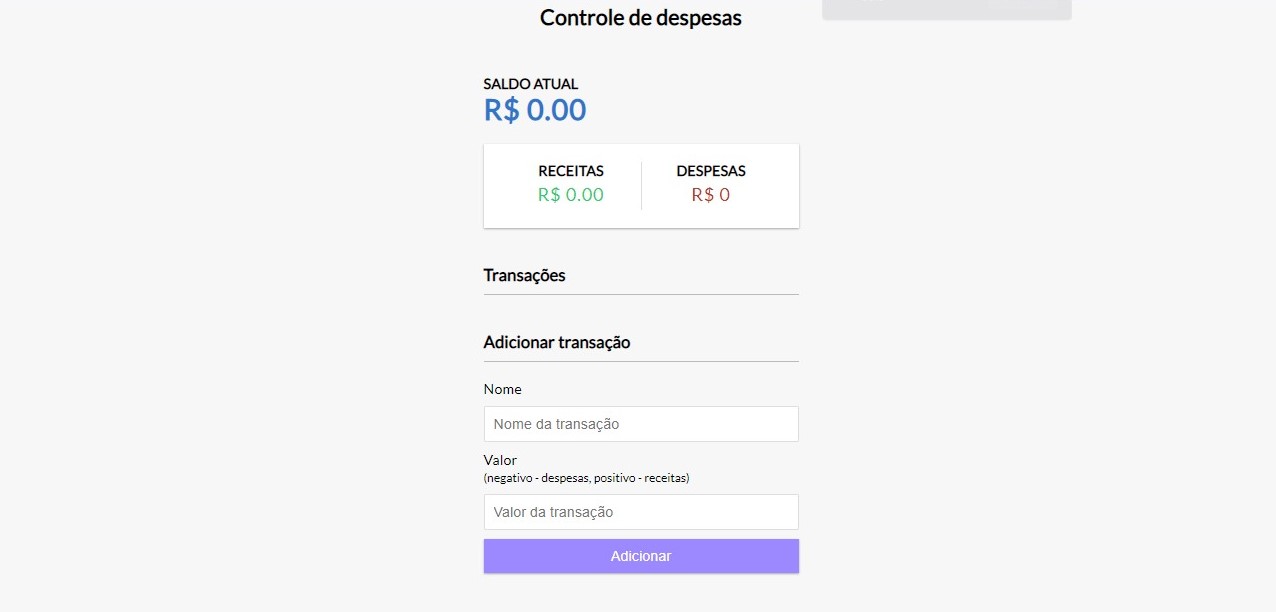 Controle de despesas
SALDO ATUAL
R$ 0.00
RECEITAS
R$ 0.00
DESPESAS
R$ 0
Transações
Adicionar transação
Nome
Nome da transação
Valor
(negativo - despesas, positivo - receitas)
Valor da transação
Adicionar